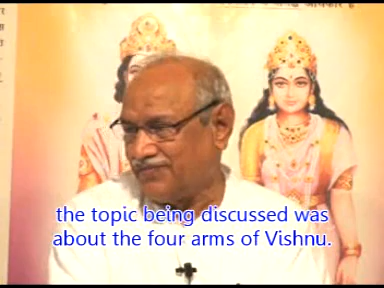 the topic being discussed was
about the four arms of Vishnu.